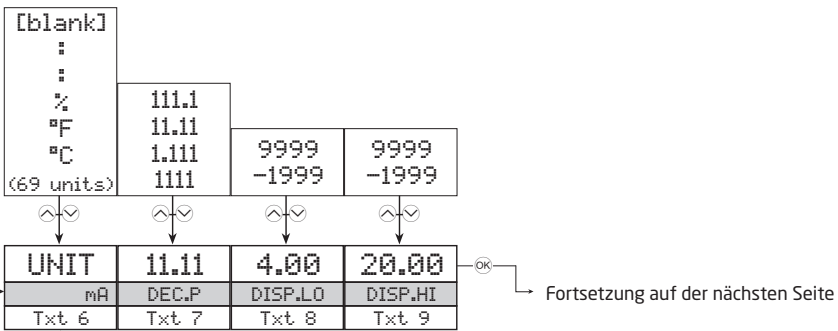 [blank]
:
:
%
°F
°C
(69 units)
111.1
11.11
1.111
1111
9999
-1999
9999
-1999
UNIT 11.11 4.00 20.00
mA DEC.P DISP.LO DISP.HI
Txt 6 Txt 7 Txt 8 Txt 9
OK
Fortsetzung auf der nächsten Seite